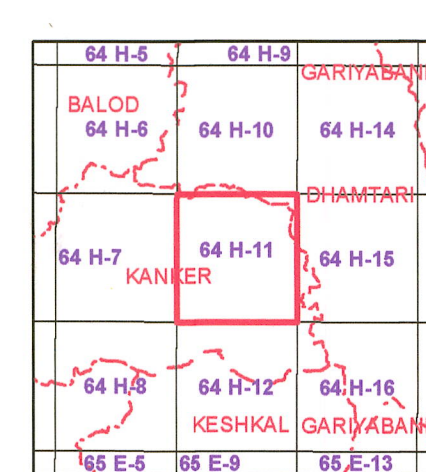 64 H-5 64 H-9
GARIYABAN
BALOD
64 H-6 64 H-10 64 H-14
DHAMTARI
64 H-7 64 H-11 64 H-15
KANKER
64 H-8 64 H-12 64 H-16
KESHKAL GARIYABAN
65 E-5 65 E-9 65 E-13